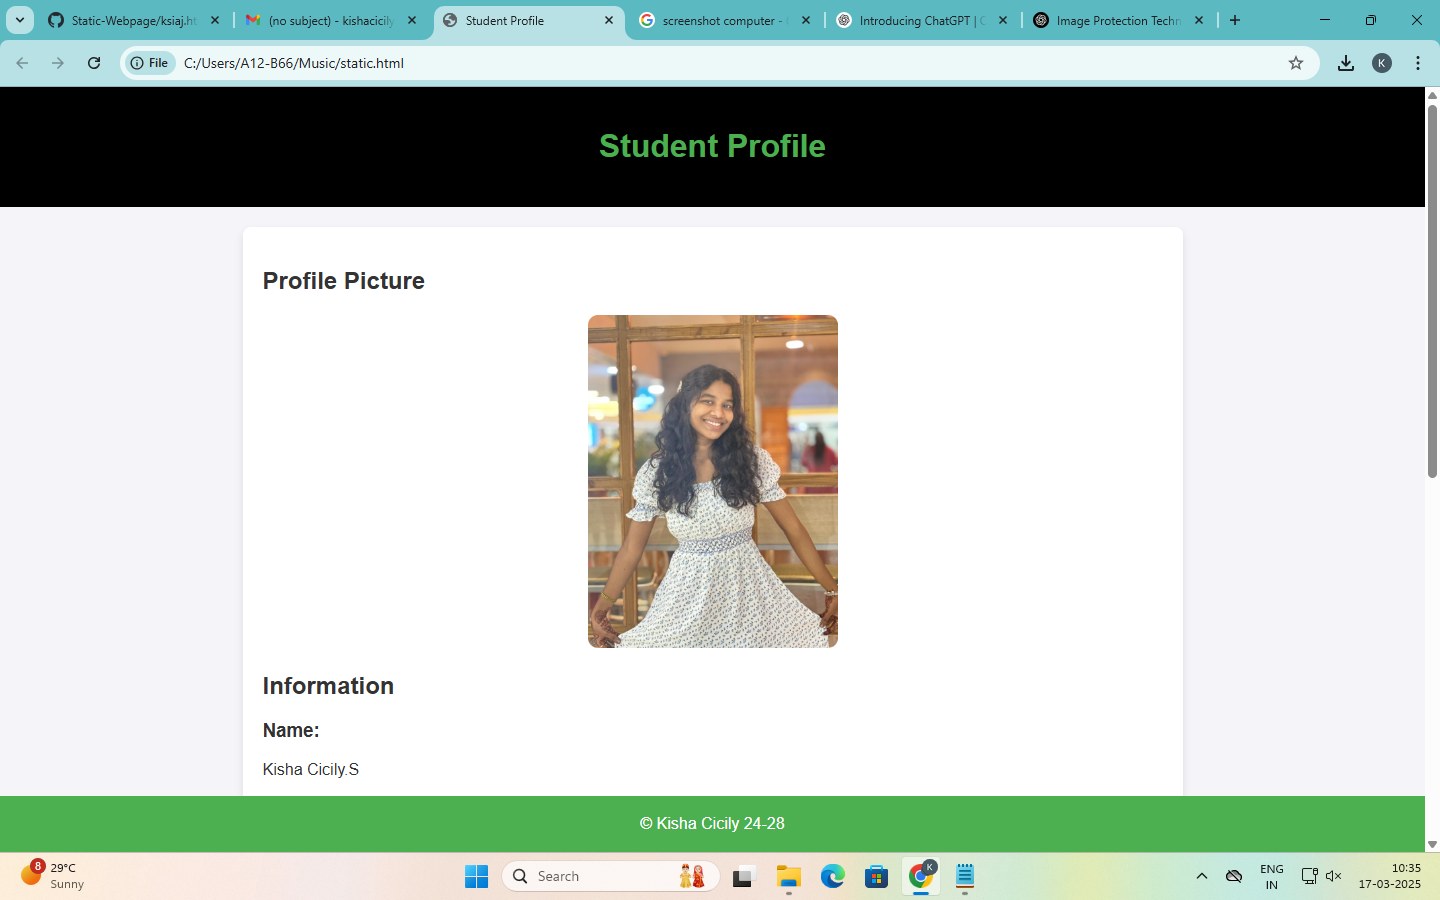 Static-Webpage/ksiaj.ht
(no subject) - kishacicily
Student Profile
screenshot computer - G
Introducing ChatGPT | O
Image Protection Techn
File
C:/Users/A12-B66/Music/static.html
K
Student Profile
Profile Picture
Information
Name:
Kisha Cicily.S
© Kisha Cicily 24-28
8
29°C
Sunny
Search
K
ENG
IN
10:35
17-03-2025